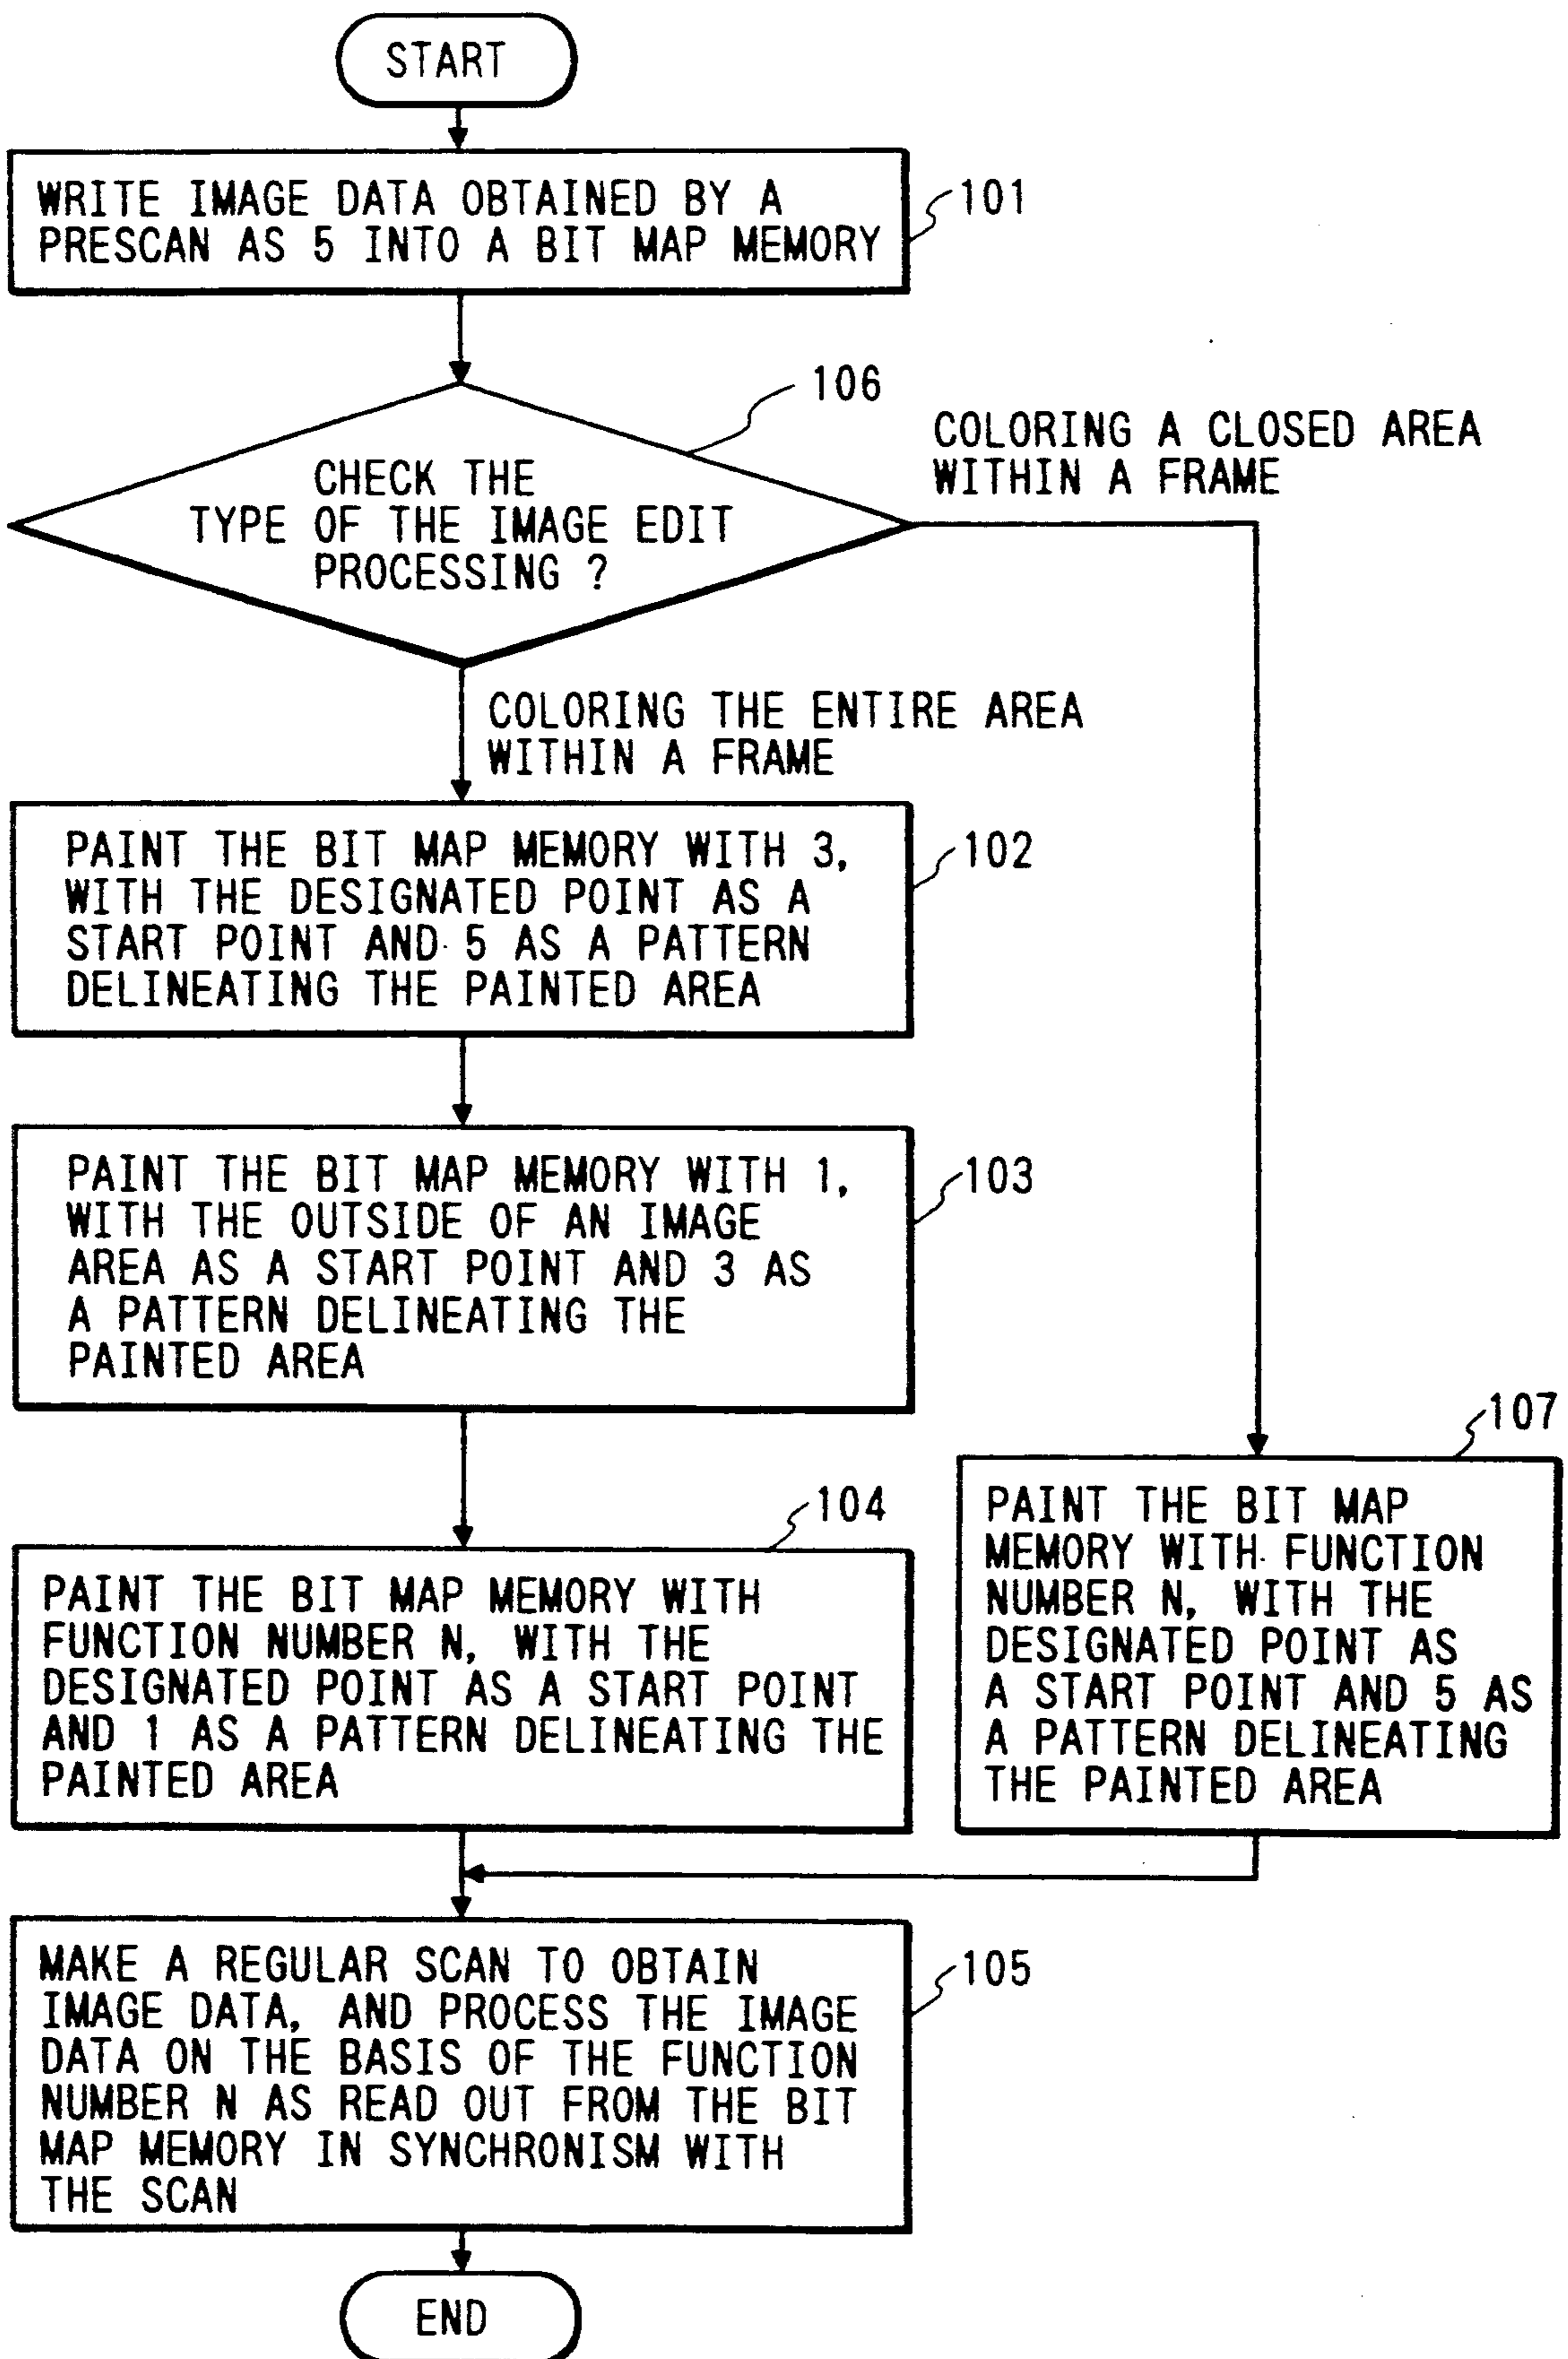 START
WRITE IMAGE DATA OBTAINED BY A
PRESCAN AS 5 INTO A BIT MAP MEMORY
101
106
CHECK THE
TYPE OF THE IMAGE EDIT
PROCESSING ?
COLORING A CLOSED AREA
WITHIN A FRAME
COLORING THE ENTIRE AREA
WITHIN A FRAME
PAINT THE BIT MAP MEMORY WITH 3,
WITH THE DESIGNATED POINT AS A
START POINT AND 5 AS A PATTERN
DELINEATING THE PAINTED AREA
102
PAINT THE BIT MAP MEMORY WITH 1,
WITH THE OUTSIDE OF AN IMAGE
AREA AS A START POINT AND 3 AS
A PATTERN DELINEATING THE
PAINTED AREA
103
104
PAINT THE BIT MAP MEMORY WITH
FUNCTION NUMBER N, WITH THE
DESIGNATED POINT AS A START POINT
AND 1 AS A PATTERN DELINEATING THE
PAINTED AREA
107
PAINT THE BIT MAP
MEMORY WITH FUNCTION
NUMBER N, WITH THE
DESIGNATED POINT AS
A START POINT AND 5 AS
A PATTERN DELINEATING
THE PAINTED AREA
MAKE A REGULAR SCAN TO OBTAIN
IMAGE DATA, AND PROCESS THE IMAGE
DATA ON THE BASIS OF THE FUNCTION
NUMBER N AS READ OUT FROM THE BIT
MAP MEMORY IN SYNCHRONISM WITH
THE SCAN
105
END